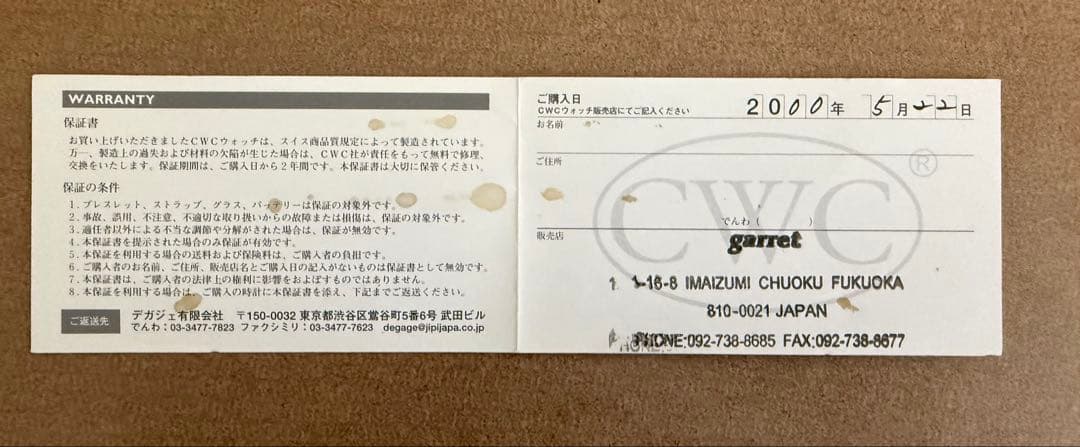 WARRANTY
保証書
お買い上げいただきましたCWCウォッチは、スイス商品質規定によって製造されています。
万一、製造上の過失および材料の欠陥が生じた場合は、CWC社が責任をもって無料で修理、
交換をいたします。保証期間は、ご購入日から2年間です。本保証書は大切に保管ください。
保証の条件
1. ブレスレット、ストラップ、グラス、バッテリーは保証の対象外です。
2. 事故、誤用、不注意、不適切な取り扱いからの故障または損傷は、保証の対象外です。
3. 適任者以外による不当な調節や分解がされた場合は、保証が無効です。
4. 本保証書を提示された場合のみ保証が有効です。
5. 本保証を利用する場合の送料および保険料は、ご購入者の負担です。
6. ご購入者のお名前、ご住所、販売店名とご購入日の記入がないものは保証書として無効です。
7. 本保証書は、ご購入者の法律上の権利に影響をおよぼすものではありません。
8. 本保証を利用する場合は、ご購入の時計に本保証書を添え、下記までご返送ください。
ご返送先 デガジェ有限会社 〒150-0032 東京都渋谷区鶯谷町5番6号 武田ビル
でんわ:03-3477-7823 ファクシミリ:03-3477-7623 degage@jipijapa.co.jp
ご購入日
CWCウォッチ販売店にてご記入ください
2000年 5月22日
お名前
ご住所
CWC®
でんわ( )
販売店
garret
1-16-8 IMAIZUMI CHUOKU FUKUOKA
810-0021 JAPAN
PHONE:092-738-8685 FAX:092-738-8677